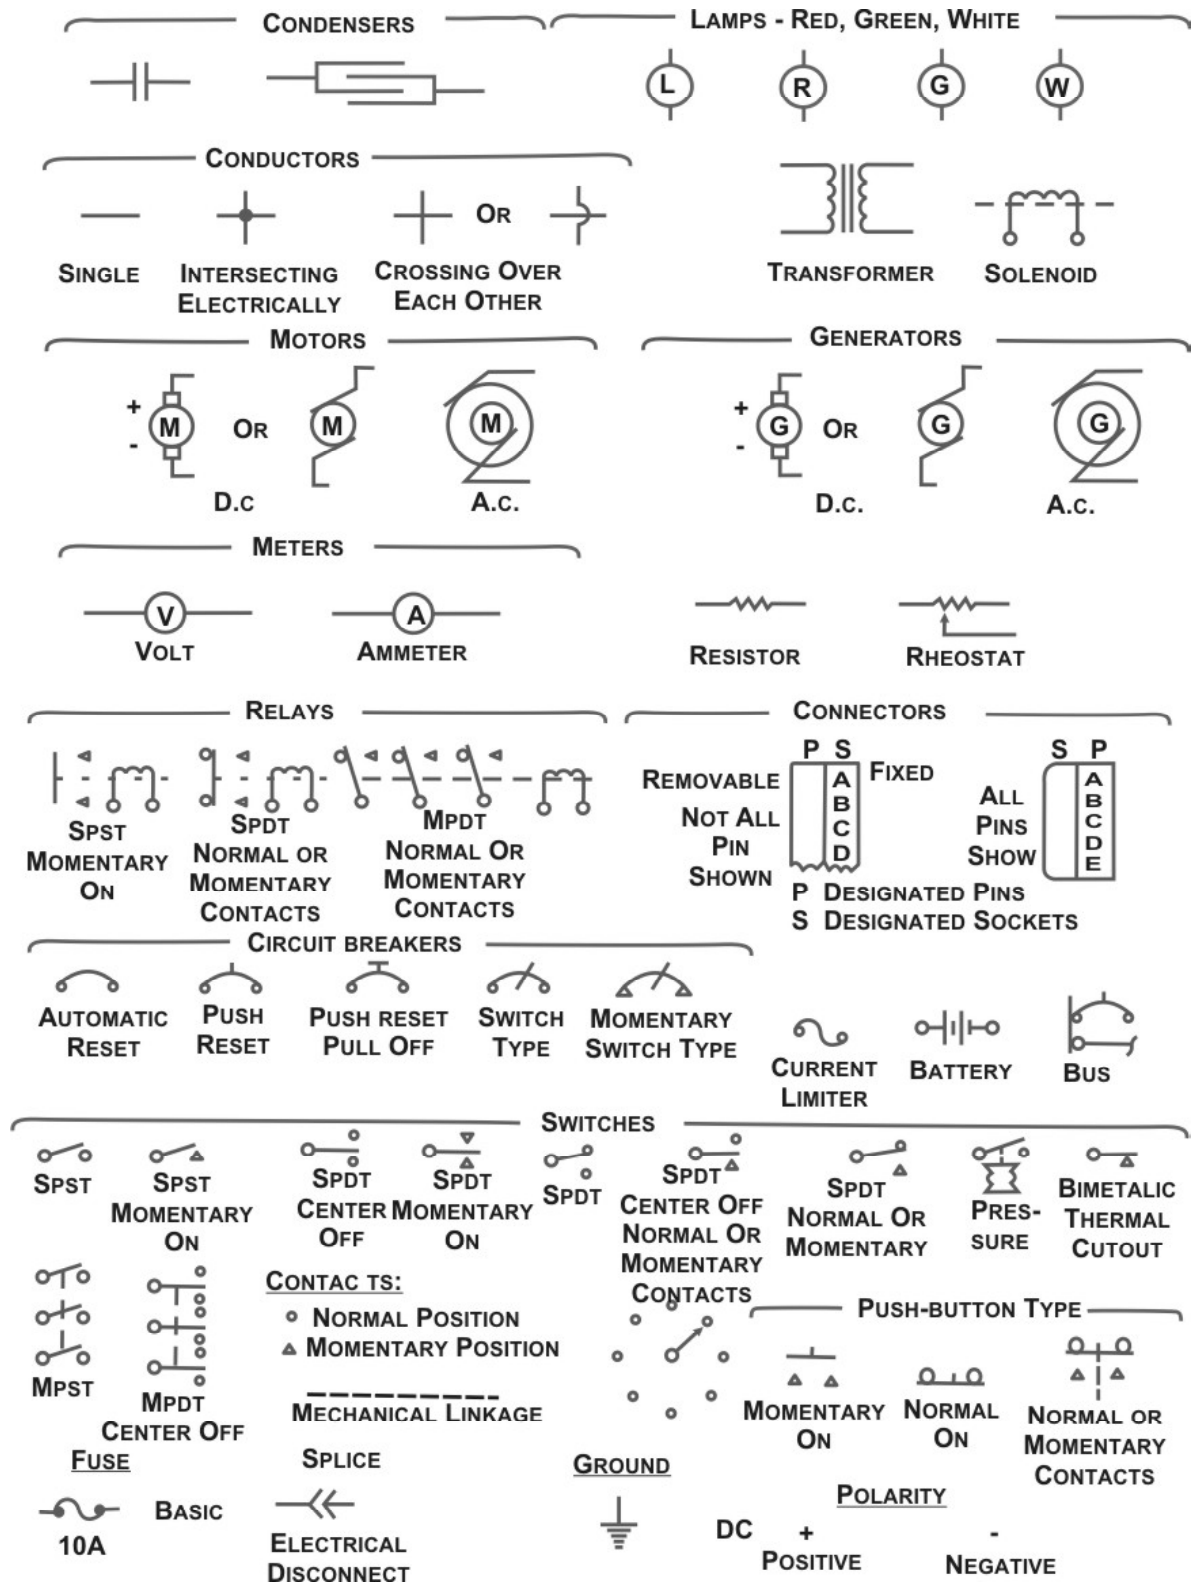 CONDENSERS
LAMPS - RED, GREEN, WHITE
L R G W
CONDUCTORS
OR
SINGLE
INTERSECTING
ELECTRICALLY
CROSSING OVER
EACH OTHER
TRANSFORMER
SOLENOID
MOTORS
GENERATORS
+
-
M
OR
M
M
D.C
A.C.
+
-
G
OR
G
G
D.C.
A.C.
METERS
V
A
VOLT
AMMETER
RESISTOR
RHEOSTAT
RELAYS
SPST
MOMENTARY
ON
SPDT
NORMAL OR
MOMENTARY
CONTACTS
MPDT
NORMAL OR
MOMENTARY
CONTACTS
CONNECTORS
P S
REMOVABLE
FIXED
NOT ALL
PIN
SHOWN
A
B
C
D
S P
ALL
PINS
SHOW
A
B
C
D
E
P DESIGNATED PINS
S DESIGNATED SOCKETS
CIRCUIT BREAKERS
AUTOMATIC
RESET
PUSH
RESET
PUSH RESET
PULL OFF
SWITCH
TYPE
MOMENTARY
SWITCH TYPE
CURRENT
LIMITER
BATTERY
BUS
SWITCHES
SPST
SPST
MOMENTARY
ON
SPDT
CENTER
OFF
SPDT
MOMENTARY
ON
SPDT
SPDT
CENTER OFF
NORMAL OR
MOMENTARY
CONTACTS
SPDT
NORMAL OR
MOMENTARY
PRES-
SURE
BIMETALIC
THERMAL
CUTOUT
MPST
MPDT
CENTER OFF
CONTAC TS:
NORMAL POSITION
MOMENTARY POSITION
MECHANICAL LINKAGE
PUSH-BUTTON TYPE
MOMENTARY
ON
NORMAL
ON
NORMAL OR
MOMENTARY
CONTACTS
FUSE
BASIC
10A
SPLICE
ELECTRICAL
DISCONNECT
GROUND
POLARITY
DC + -
POSITIVE
NEGATIVE